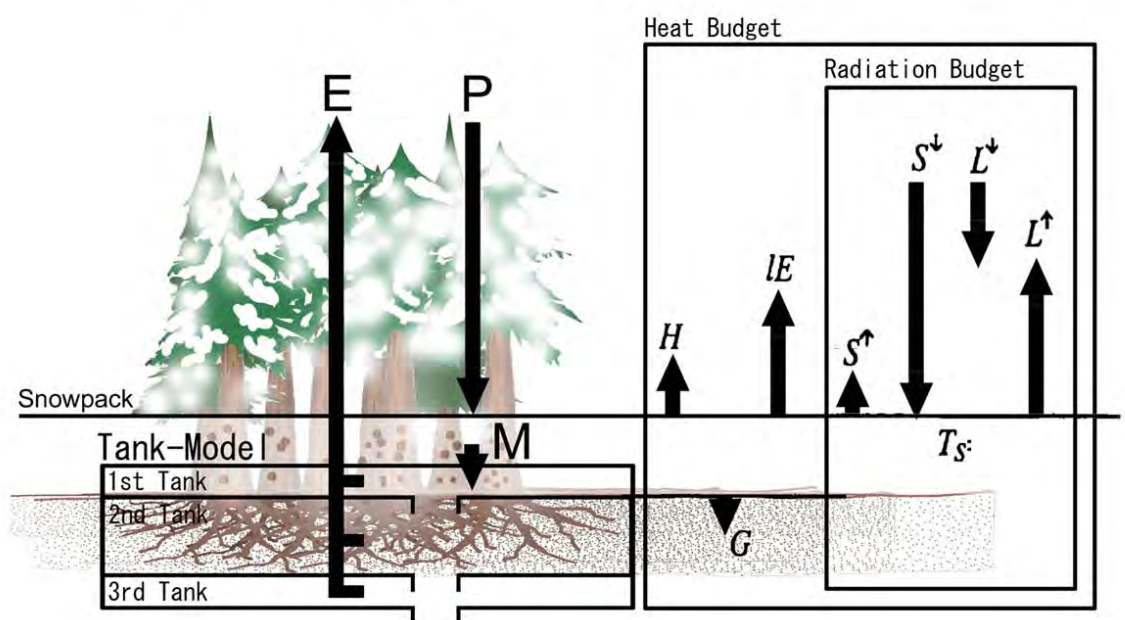 Heat Budget
Radiation Budget
E
P
S↓
L↓
L↑
lE
H
S↑
Snowpack
Tank-Model
M
Ts:
1st Tank
2nd Tank
G
3rd Tank